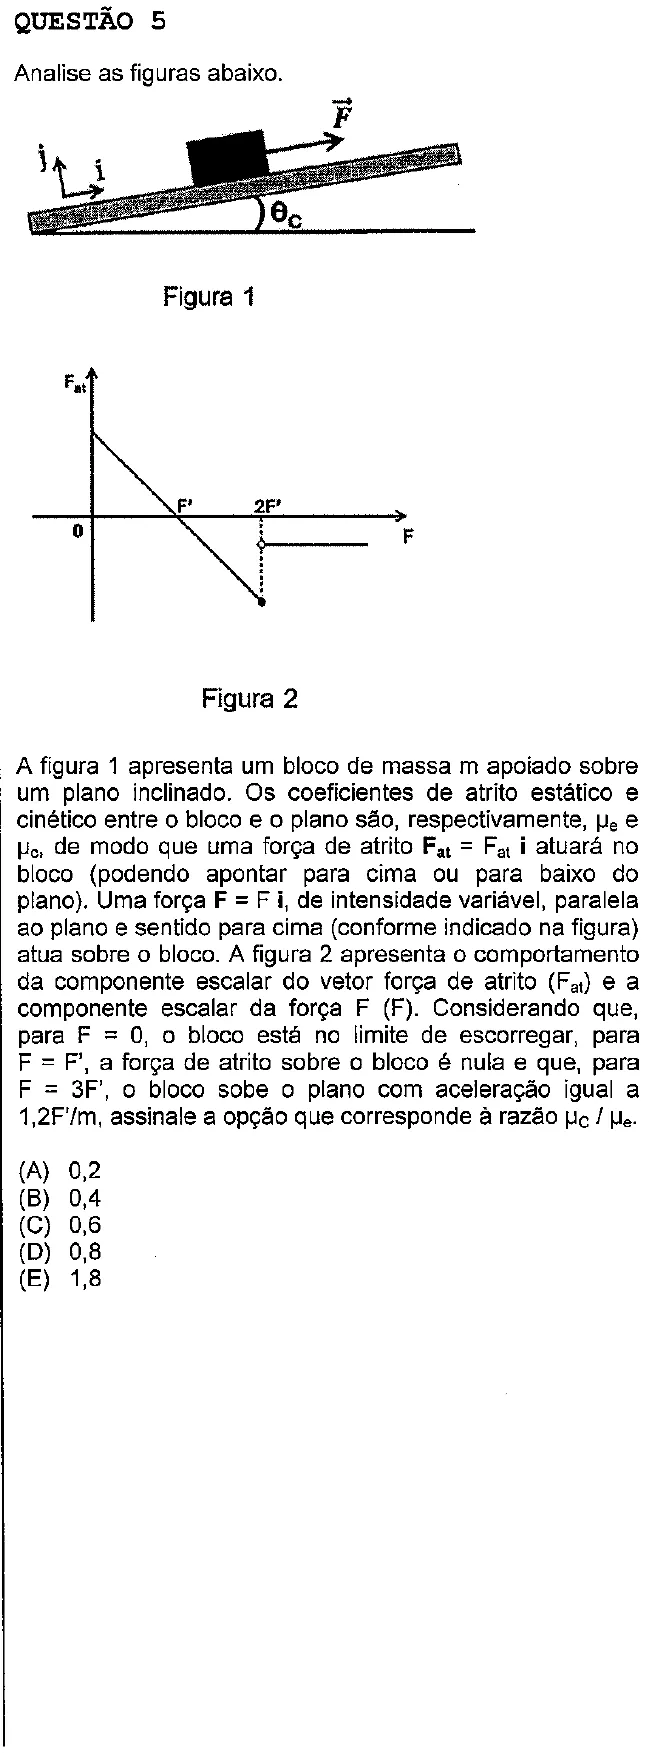 QUESTÃO 5
Analise as figuras abaixo.
F
j
i
θC
Figura 1
Fat
F'
2F'
0
F
Figura 2
A figura 1 apresenta um bloco de massa m apoiado sobre
um plano inclinado. Os coeficientes de atrito estático e
cinético entre o bloco e o plano são, respectivamente, μe e
μc, de modo que uma força de atrito Fat = Fat i atuará no
bloco (podendo apontar para cima ou para baixo do
plano). Uma força F = F i, de intensidade variável, paralela
ao plano e sentido para cima (conforme indicado na figura)
atua sobre o bloco. A figura 2 apresenta o comportamento
da componente escalar do vetor força de atrito (Fat) e a
componente escalar da força F (F). Considerando que,
para F = 0, o bloco está no limite de escorregar, para
F = F', a força de atrito sobre o bloco é nula e que, para
F = 3F', o bloco sobe o plano com aceleração igual a
1,2F'/m, assinale a opção que corresponde à razão μC / μe.
(A) 0,2
(B) 0,4
(C) 0,6
(D) 0,8
(E) 1,8